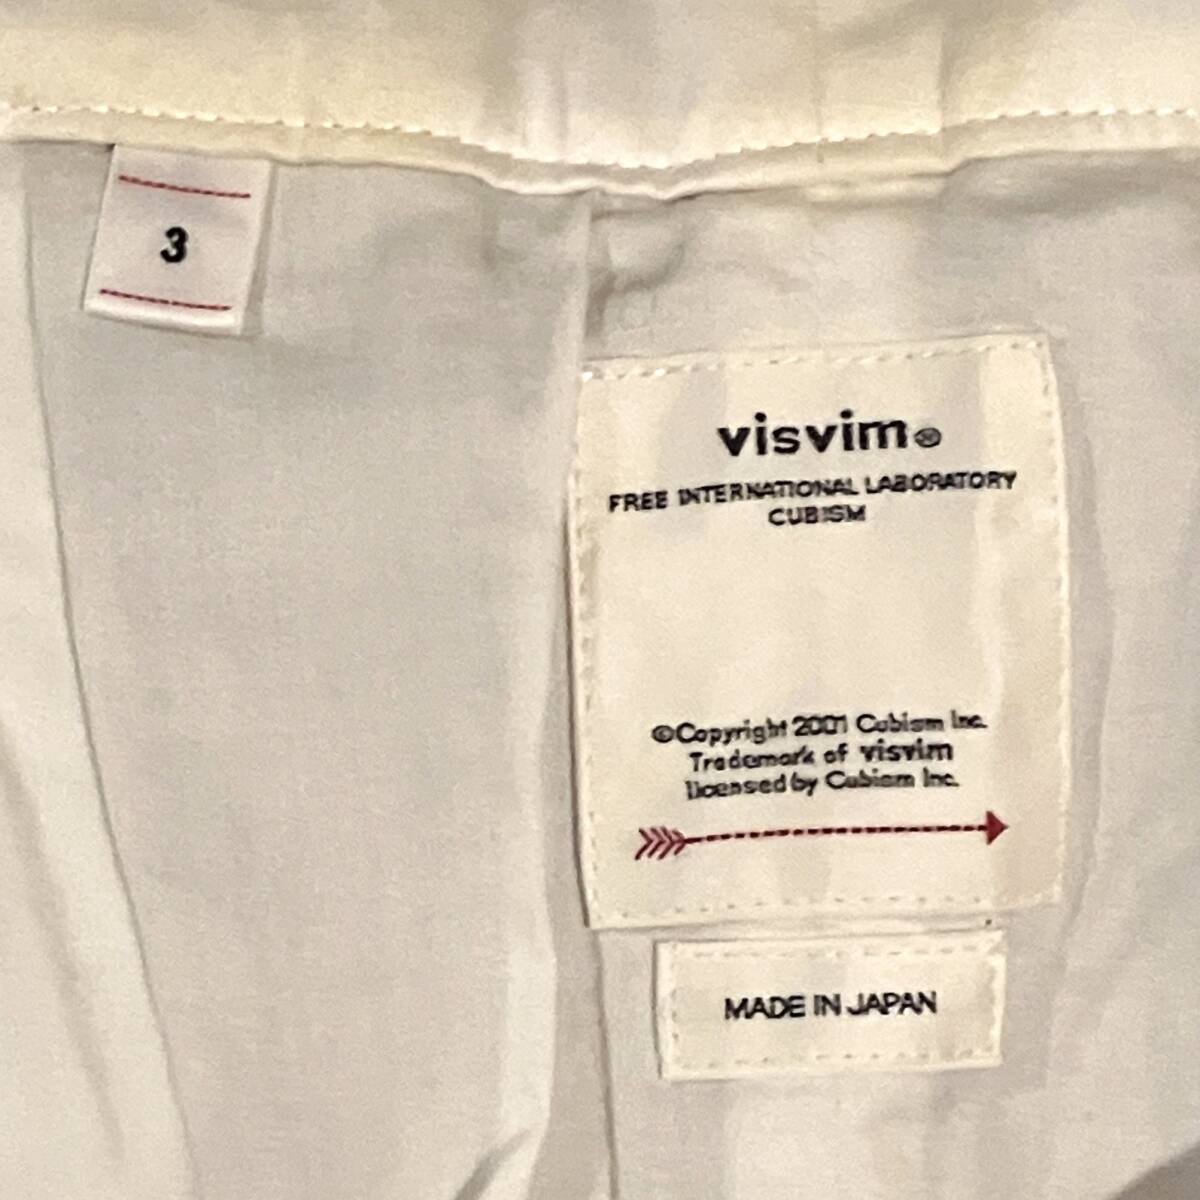 3
visvim®
FREE INTERNATIONAL LABORATORY
CUBISM
©Copyright 2001 Cubism Inc.
Trademark of visvim
licensed by Cubism Inc.
MADE IN JAPAN